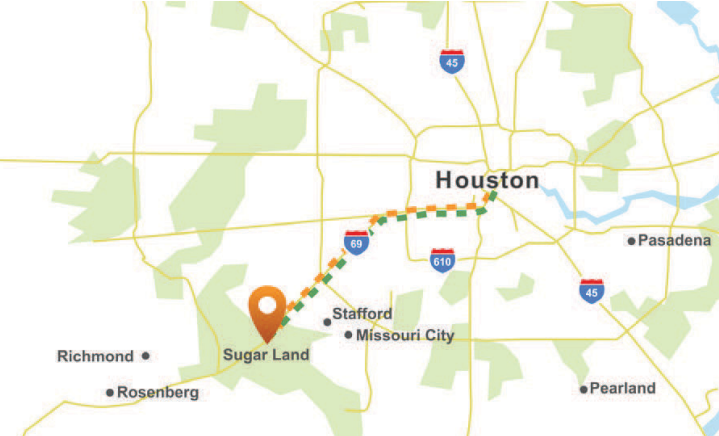 45
Houston
69
610
Pasadena
45
Stafford
Missouri City
Richmond
Sugar Land
Rosenberg
Pearland